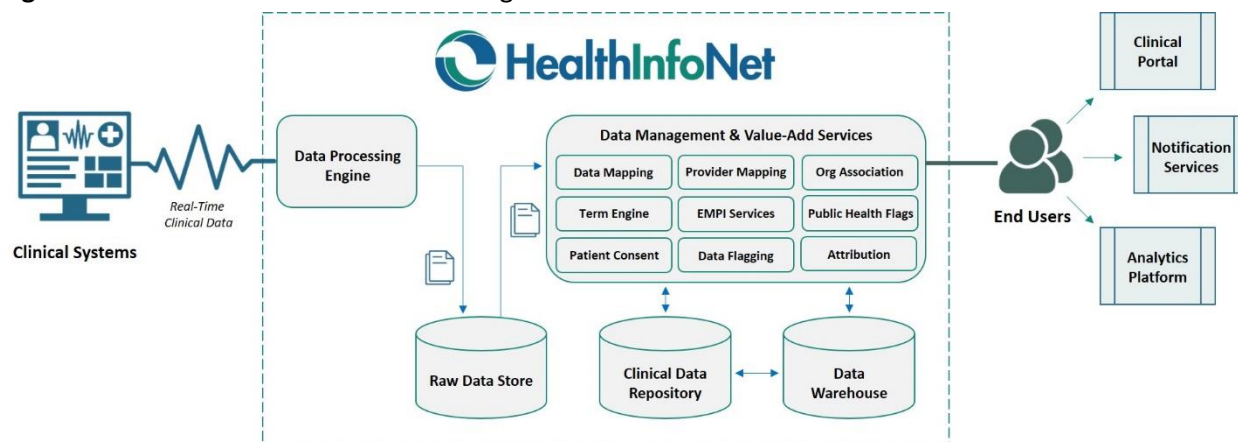 HealthInfoNet
Clinical Systems
Real-Time
Clinical Data
Data Processing
Engine
Raw Data Store
Data Management & Value-Add Services
Data Mapping
Provider Mapping
Org Association
Term Engine
EMPI Services
Public Health Flags
Patient Consent
Data Flagging
Attribution
Clinical Data
Repository
Data
Warehouse
End Users
Clinical
Portal
Notification
Services
Analytics
Platform